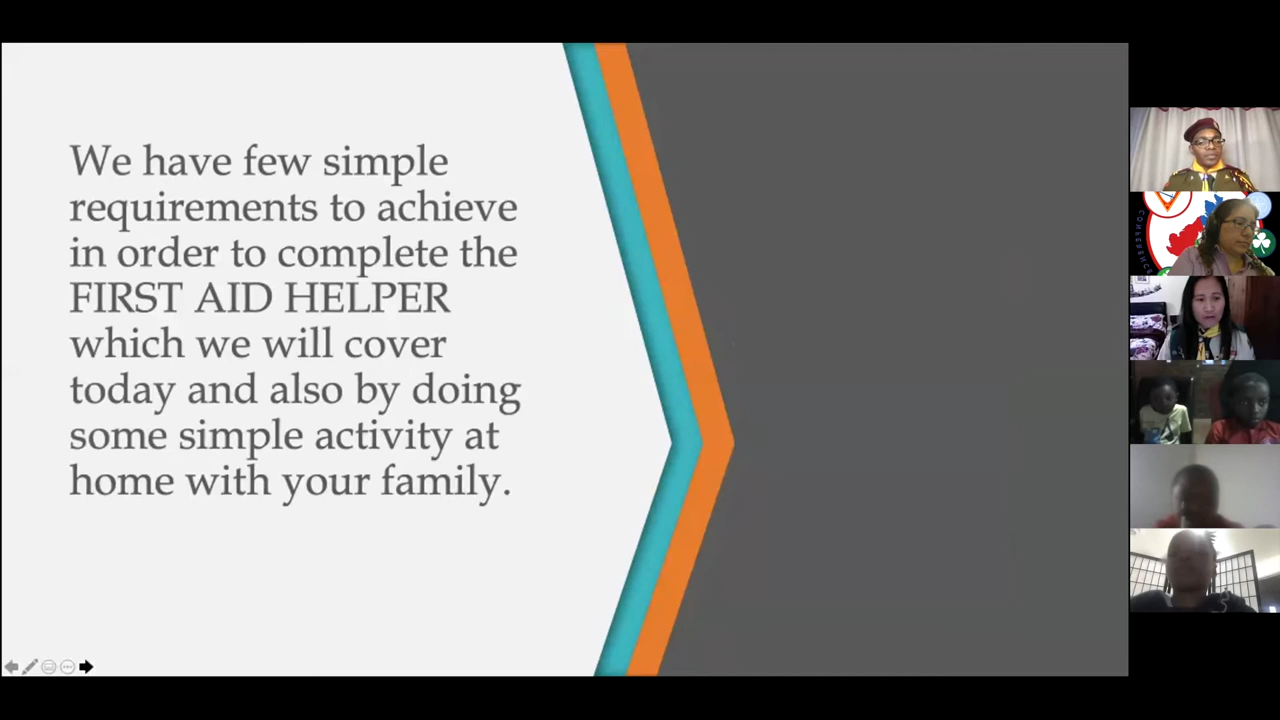 We have few simple
requirements to achieve
in order to complete the
FIRST AID HELPER
which we will cover
today and also by doing
some simple activity at
home with your family.
CONFERENCE